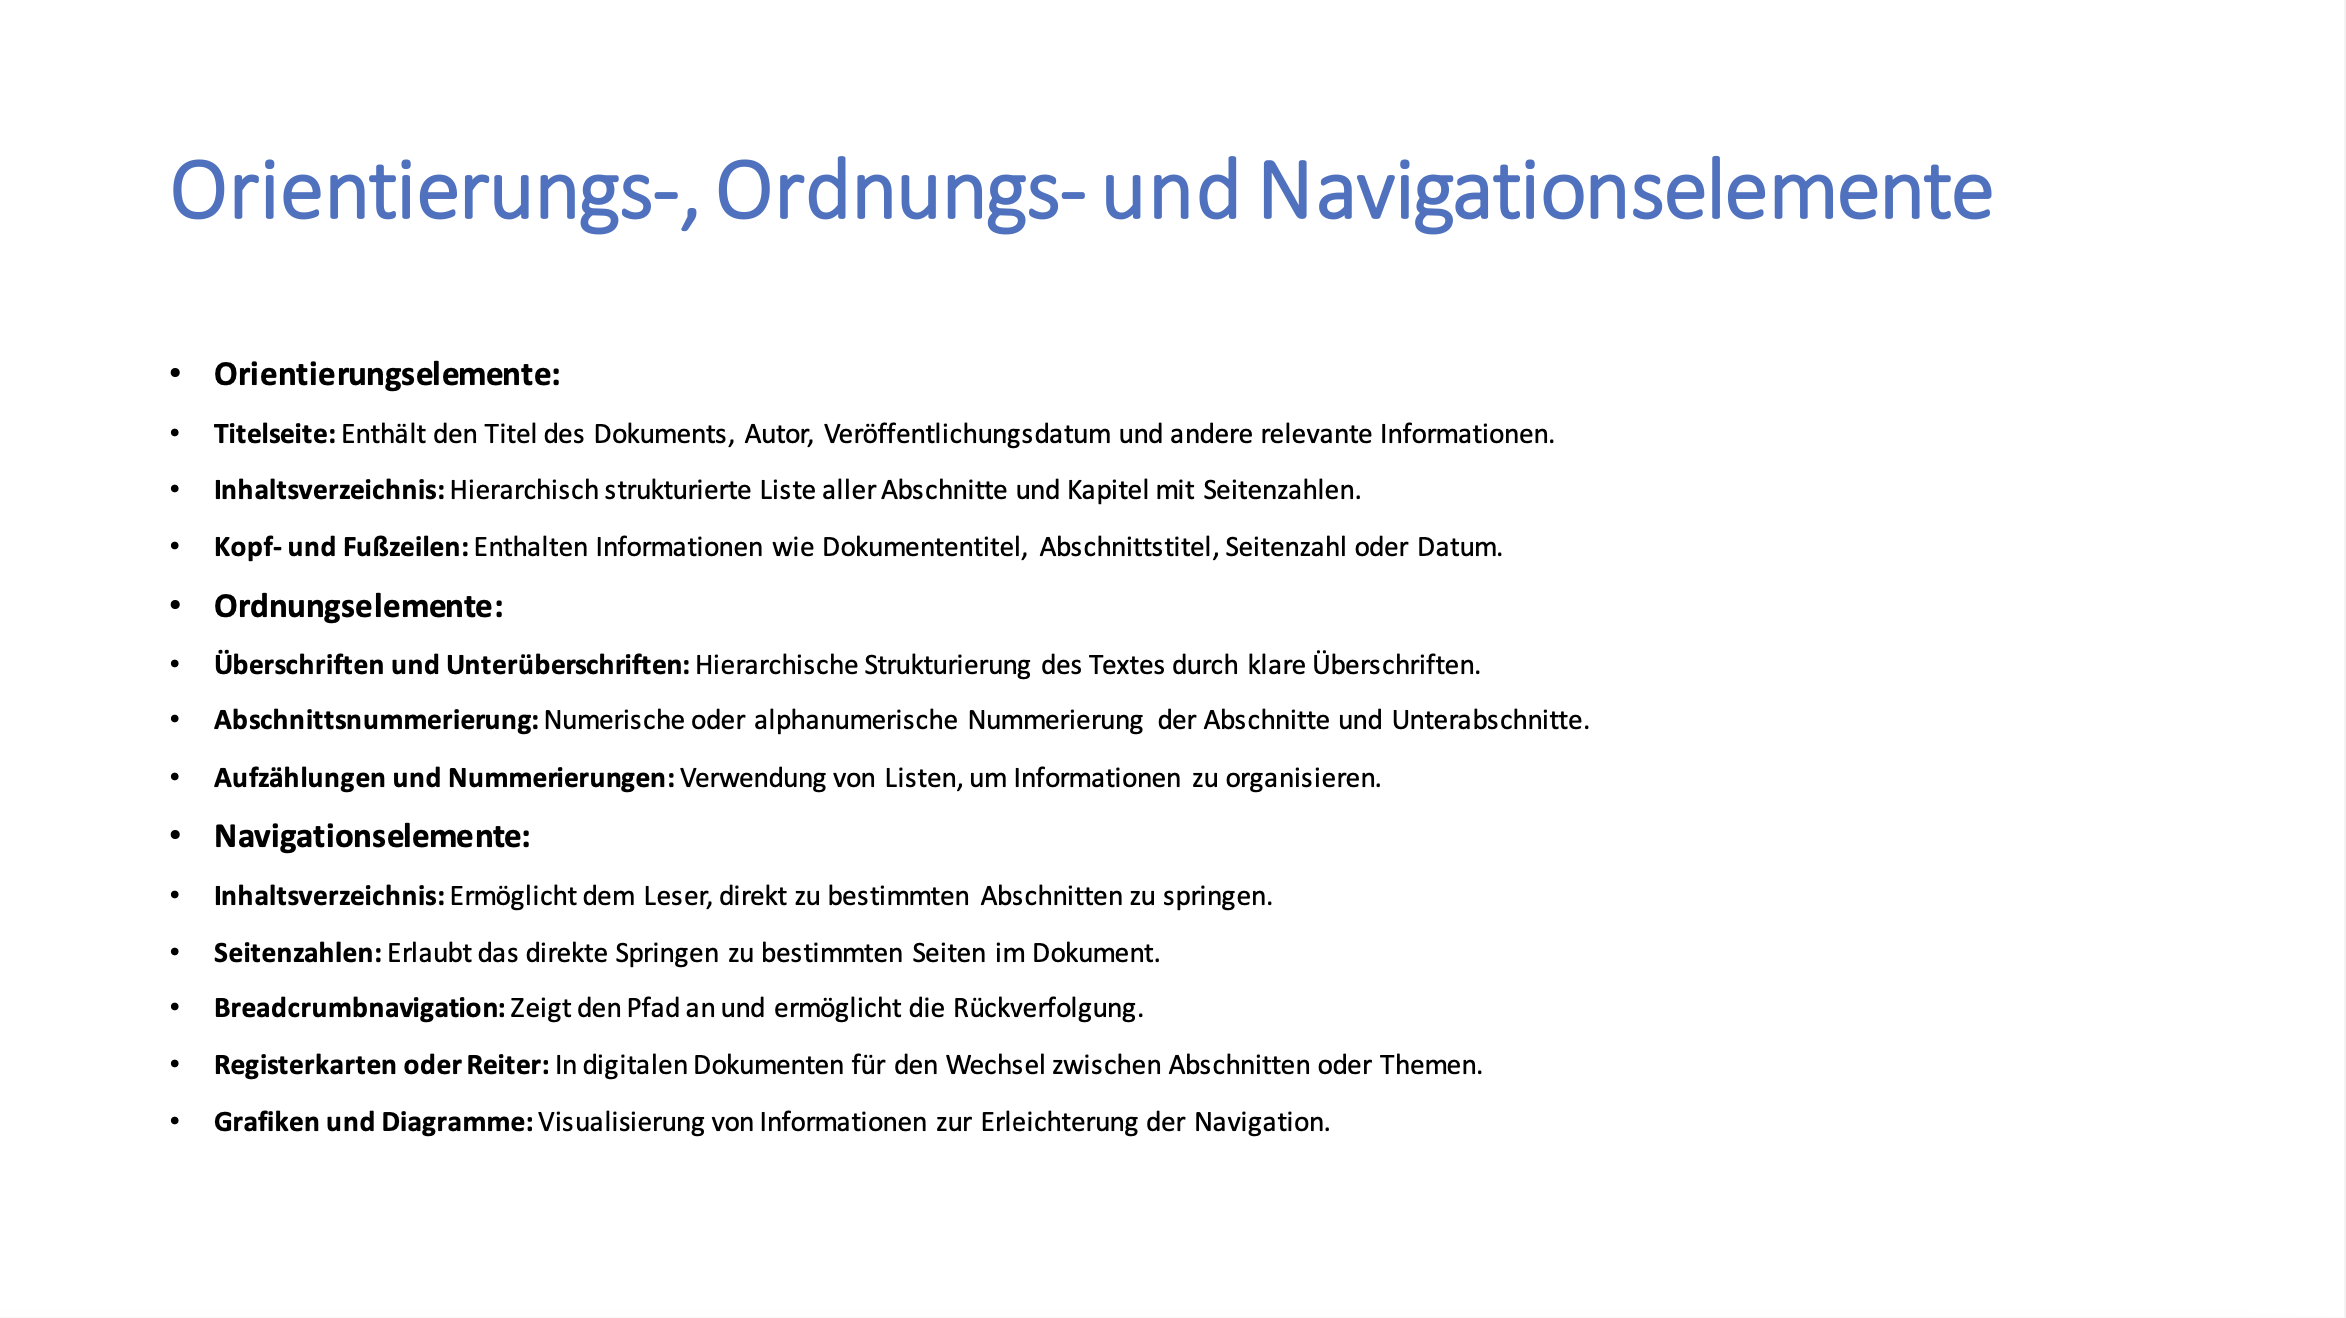 Orientierungs-, Ordnungs- und Navigationselemente
• Orientierungselemente:
• Titelseite: Enthält den Titel des Dokuments, Autor, Veröffentlichungsdatum und andere relevante Informationen.
• Inhaltsverzeichnis: Hierarchisch strukturierte Liste aller Abschnitte und Kapitel mit Seitenzahlen.
• Kopf- und Fußzeilen: Enthalten Informationen wie Dokumententitel, Abschnittstitel, Seitenzahl oder Datum.
• Ordnungselemente:
• Überschriften und Unterüberschriften: Hierarchische Strukturierung des Textes durch klare Überschriften.
• Abschnittsnummerierung: Numerische oder alphanumerische Nummerierung der Abschnitte und Unterabschnitte.
• Aufzählungen und Nummerierungen: Verwendung von Listen, um Informationen zu organisieren.
• Navigationselemente:
• Inhaltsverzeichnis: Ermöglicht dem Leser, direkt zu bestimmten Abschnitten zu springen.
• Seitenzahlen: Erlaubt das direkte Springen zu bestimmten Seiten im Dokument.
• Breadcrumbnavigation: Zeigt den Pfad an und ermöglicht die Rückverfolgung.
• Registerkarten oder Reiter: In digitalen Dokumenten für den Wechsel zwischen Abschnitten oder Themen.
• Grafiken und Diagramme: Visualisierung von Informationen zur Erleichterung der Navigation.